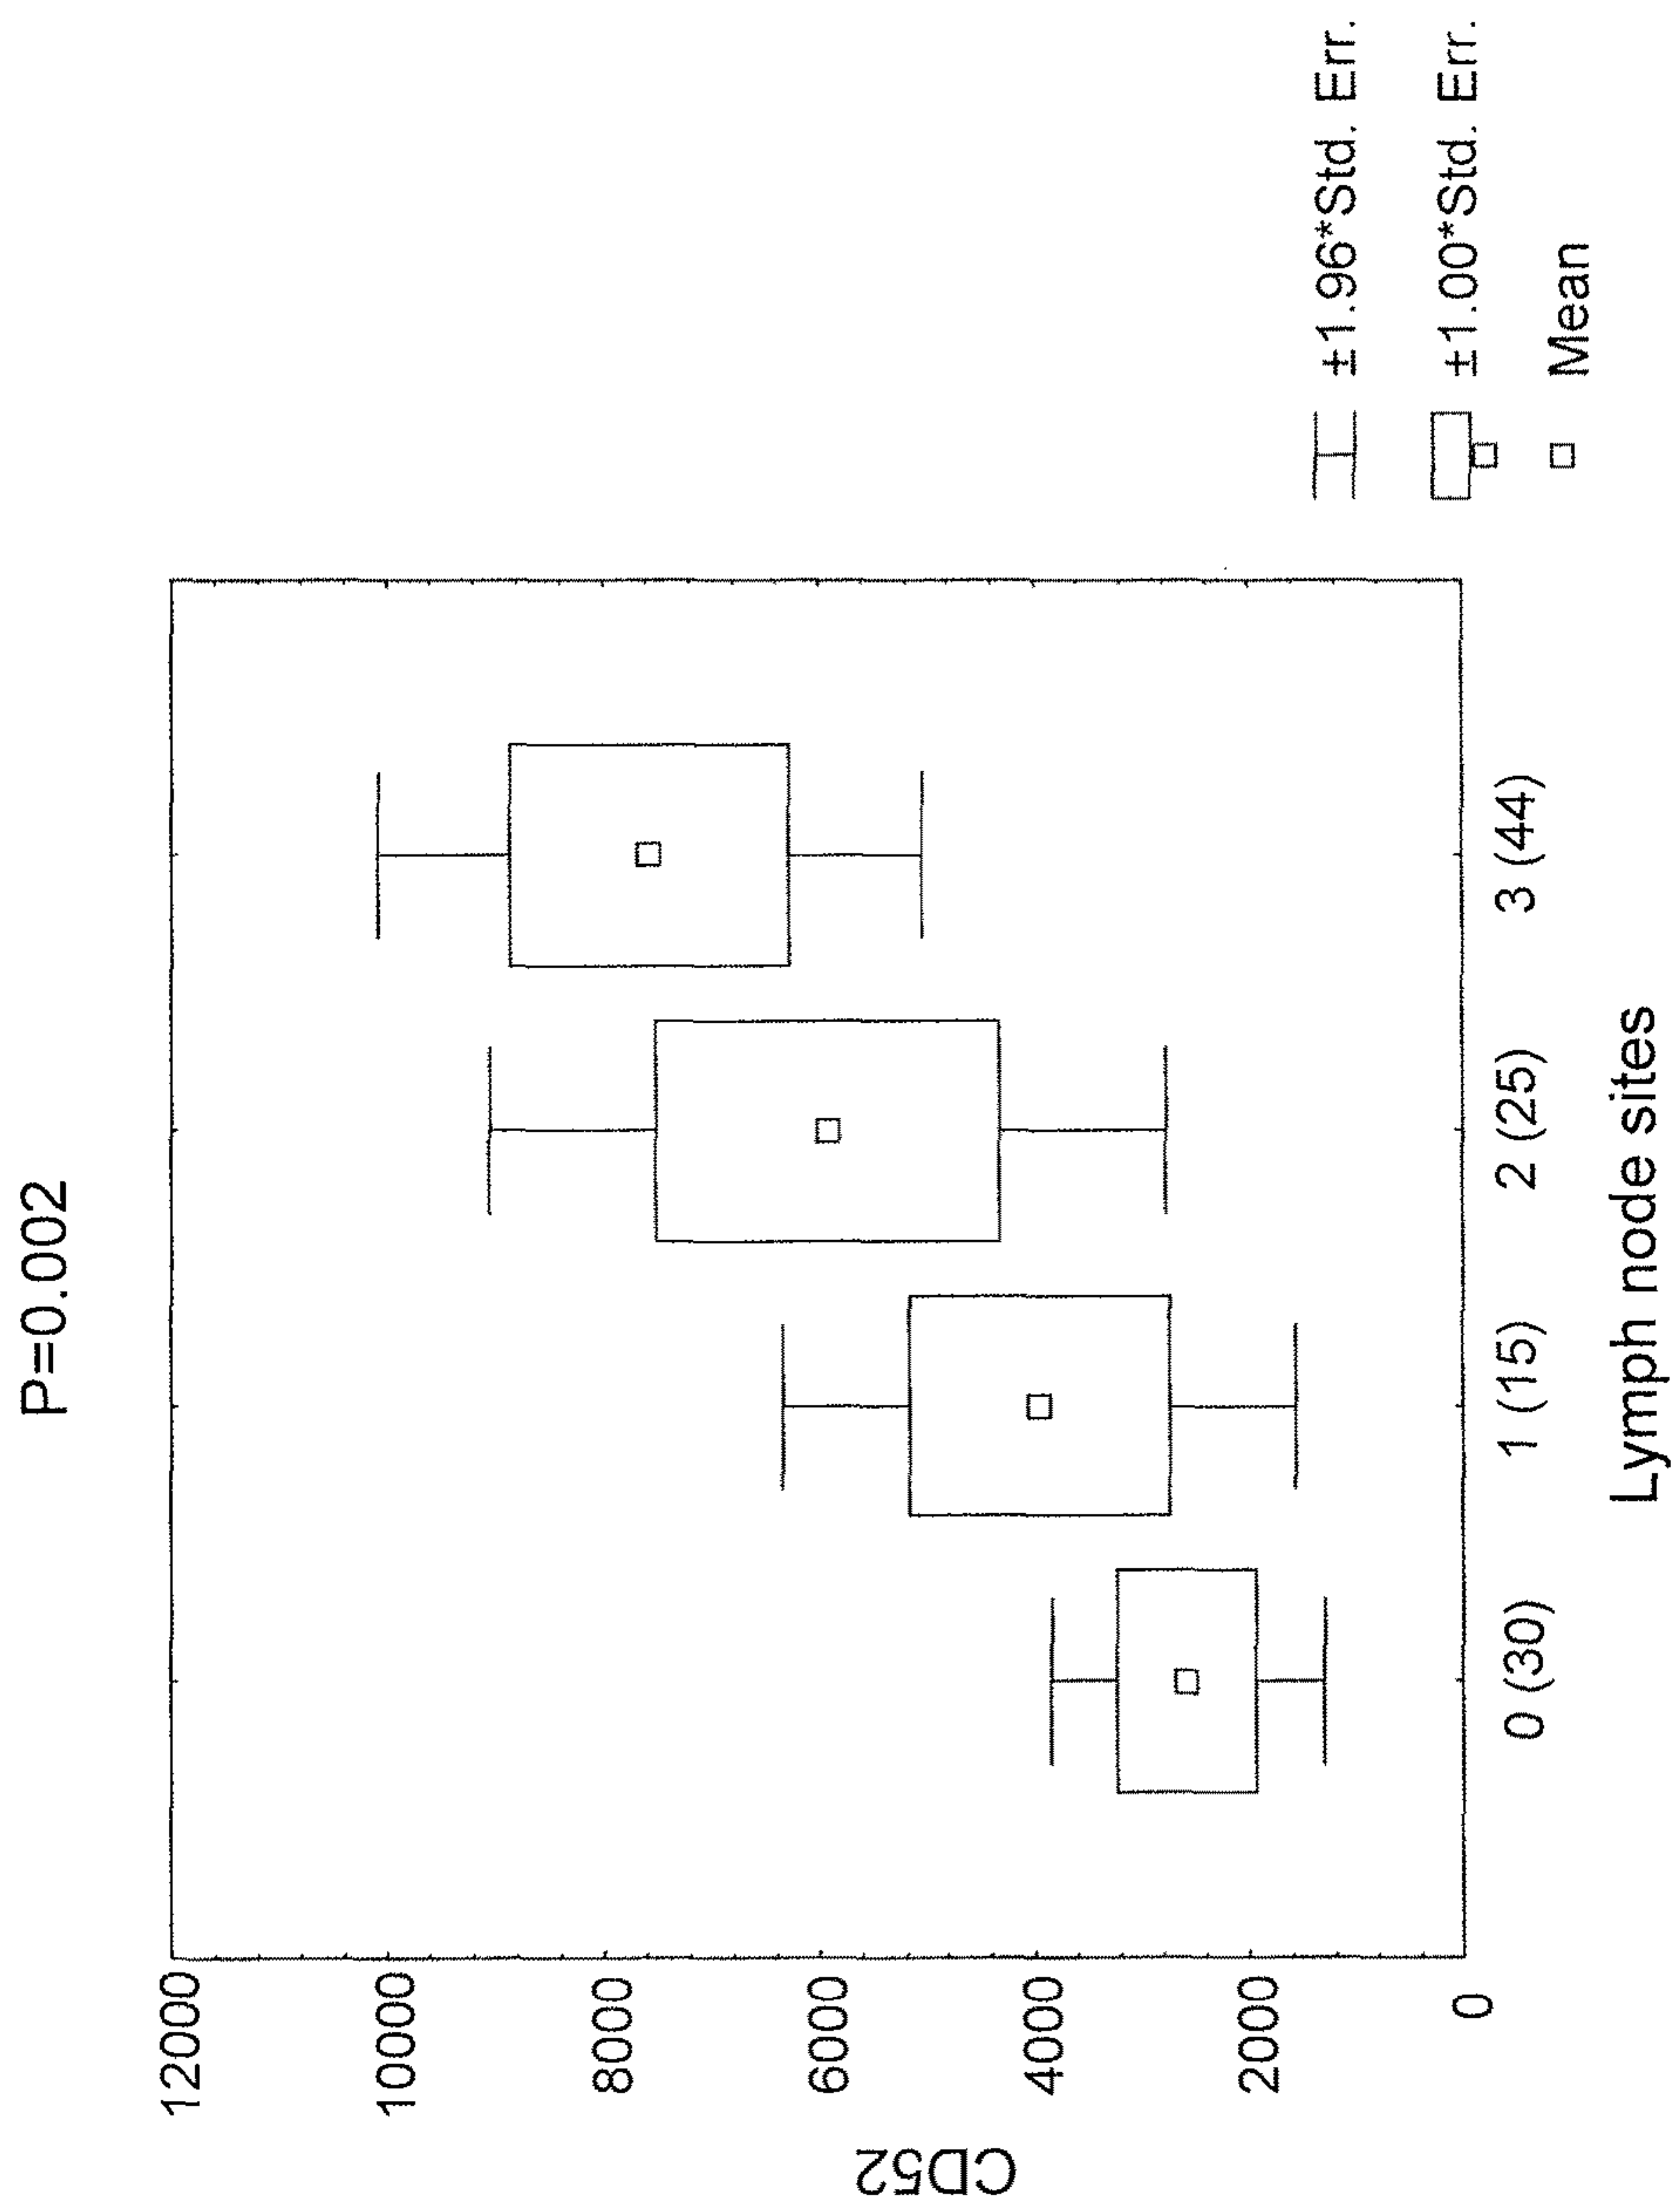 P=0.002
CD52
12000
10000
8000
6000
4000
2000
0
0 (30)
1 (15)
2 (25)
3 (44)
Lymph node sites
±1.96*Std. Err.
±1.00*Std. Err.
Mean